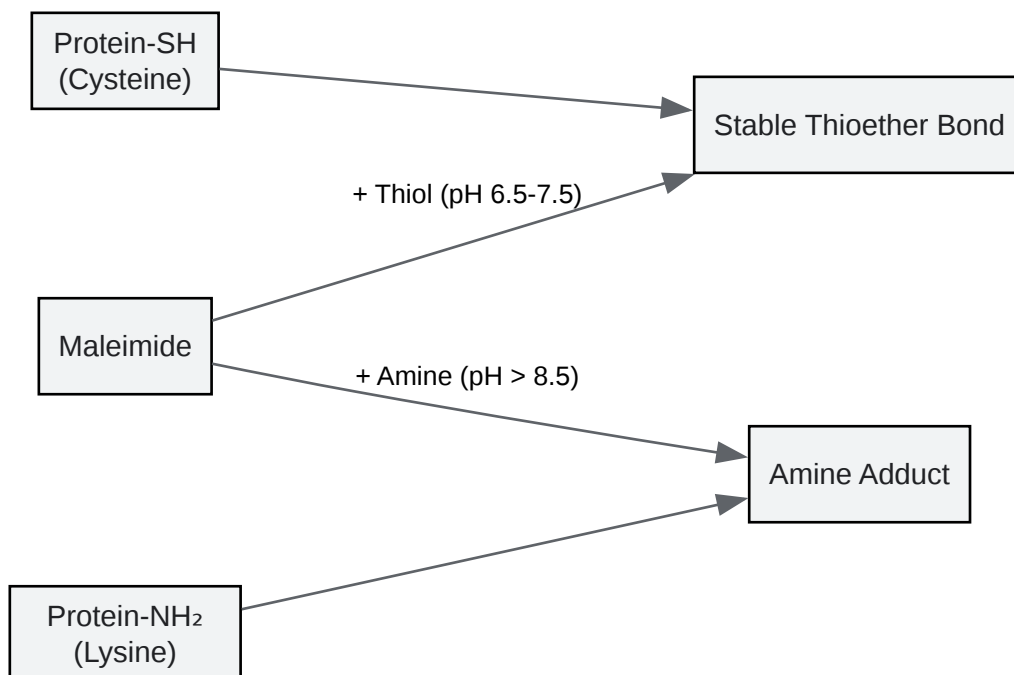 Protein-SH
(Cysteine)
Stable Thioether Bond
+ Thiol (pH 6.5-7.5)
Maleimide
+ Amine (pH > 8.5)
Amine Adduct
Protein-NH₂
(Lysine)